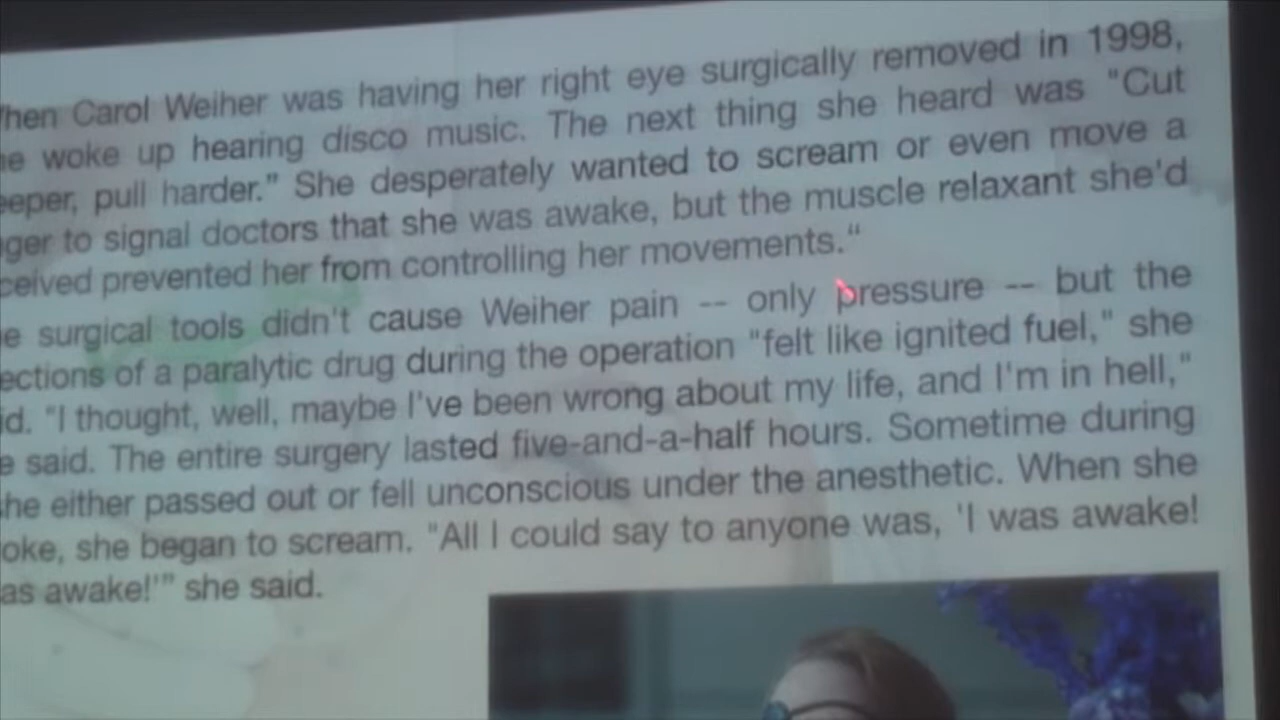 hen Carol Weiher was having her right eye surgically removed in 1998,
e woke up hearing disco music. The next thing she heard was "Cut
eeper, pull harder.” She desperately wanted to scream or even move a
ger to signal doctors that she was awake, but the muscle relaxant she'd
ceived prevented her from controlling her movements.“
e surgical tools didn't cause Weiher pain -- only pressure -- but the
ections of a paralytic drug during the operation "felt like ignited fuel," she
id. "I thought, well, maybe I've been wrong about my life, and I'm in hell,"
e said. The entire surgery lasted five-and-a-half hours. Sometime during
he either passed out or fell unconscious under the anesthetic. When she
oke, she began to scream. "All I could say to anyone was, 'I was awake!
as awake!'” she said.